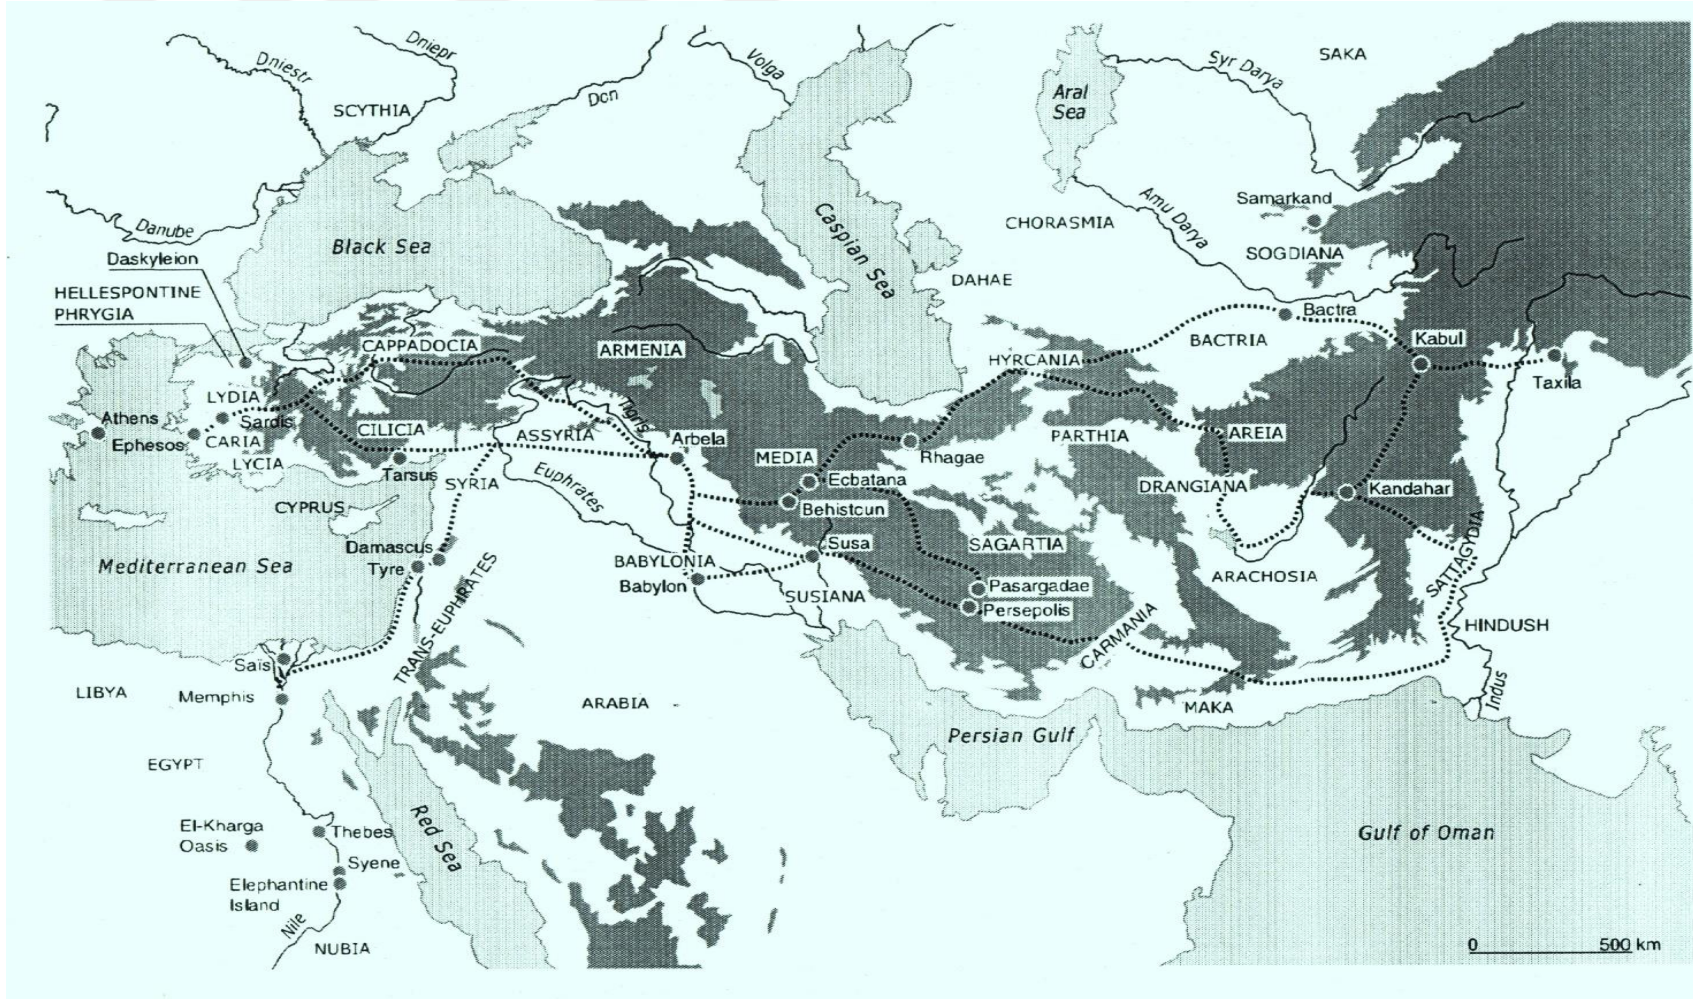 Dniepr
Dniestr
SCYTHIA
Don
Volga
Aral
Sea
Syr Darya
SAKA
Danube
Black Sea
Caspian Sea
CHORASMIA
Amu Darya
Samarkand
SOGDIANA
Daskyleion
HELLESPONTINE
PHRYGIA
DAHAE
CAPPADOCIA
ARMENIA
HYRCANIA
BACTRIA
Bactra
Kabul
Taxila
LYDIA
Sardis
Athens
Ephesos
CARIA
LYCIA
CILICIA
Tarsus
ASSYRIA
Tigris
Arbela
MEDIA
Rhagae
PARTHIA
AREIA
SYRIA
Euphrates
Ecbatana
Behistoun
DRANGIANA
Kandahar
CYPRUS
Mediterranean Sea
Damascus
Tyre
TRANS-EUPHRATES
BABYLONIA
Babylon
Susa
SUSIANA
SAGARTIA
Pasargadae
Persepolis
ARACHOSIA
SATTAGYDIA
CARMANIA
HINDUSH
Indus
Saïs
LIBYA
Memphis
ARABIA
MAKA
Persian Gulf
EGYPT
Red Sea
Gulf of Oman
El-Kharga
Oasis
Thebes
Syene
Elephantine
Island
Nile
NUBIA
0 500 km